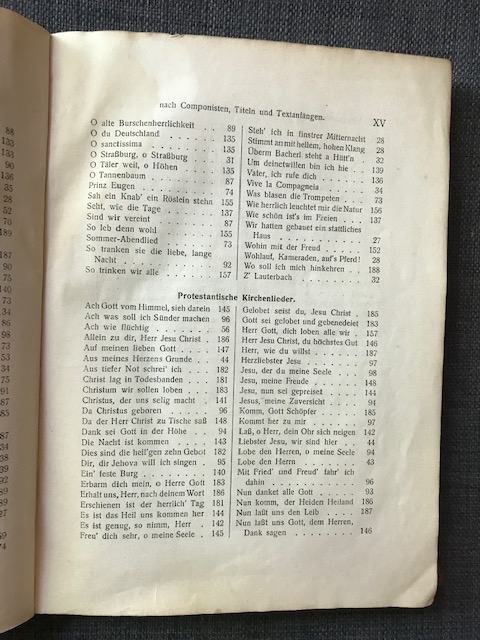 nach Componisten, Titeln und Textanfängen. XV
O alte Burschenherrlichkeit . . 89
O du Deutschland . . . . . . 135
O sanctissima . . . . . . . 135
O Straßburg, o Straßburg . . 31
O Täler weit, o Höhen . . . 135
O Tannenbaum . . . . . . . 87
Prinz Eugen . . . . . . . . 74
Sah ein Knab' ein Röslein stehn 155
Seht, wie die Tage . . . . . 137
Sind wir vereint . . . . . . 87
So leb denn wohl . . . . . 155
Sommer-Abendlied . . . . . 73
So tranken sie die liebe, lange
Nacht . . . . . . . . . . 92
So trinken wir alle . . . . . 157
Steh' ich in finstrer Mitternacht 28
Stimmt an mit hellem, hohen Klang 28
Überm Bacherl steht a Hütt'n . 32
Um deinetwillen bin ich hie . . 139
Vater, ich rufe dich . . . . . 136
Vive la Compagneia . . . . . 34
Was blasen die Trompeten . . 73
Wie herrlich leuchtet mir die Natur 156
Wie schön ist's im Freien . . . 137
Wir hatten gebauet ein stattliches
Haus . . . . . . . . . . 27
Wohin mit der Freud . . . . 152
Wohlauf, Kameraden, auf's Pferd! 28
Wo soll ich mich hinkehren . . 188
Z' Lauterbach . . . . . . . 32
Protestantische Kirchenlieder.
Ach Gott vom Himmel, sieh darein 145
Ach was soll ich Sünder machen 96
Ach wie flüchtig . . . . . . 56
Allein zu dir, Herr Jesu Christ . 186
Auf meinen lieben Gott . . . . 147
Aus meines Herzens Grunde . . 44
Aus tiefer Not schrei' ich . . . 182
Christ lag in Todesbanden . . . 181
Christum wir sollen loben . . . 183
Christus, der uns selig macht . 141
Da Christus geboren . . . . . 96
Da der Herr Christ zu Tische saß 148
Dank sei Gott in der Höhe . . 94
Die Nacht ist kommen . . . . 143
Dies sind die heil'gen zehn Gebot 182
Dir, dir Jehova will ich singen . 95
Ein' feste Burg . . . . . . . 140
Erbarm dich mein, o Herre Gott 183
Erhalt uns, Herr, nach deinem Wort 186
Erschienen ist der herrlich' Tag 181
Es ist das Heil uns kommen her 144
Es ist genug, so nimm, Herr . 142
Freu' dich sehr, o meine Seele . 145
Gelobet seist du, Jesu Christ . 185
Gott sei gelobet und gebenedeiet 183
Herr Gott, dich loben alle wir . 157
Herr Jesu Christ, du höchstes Gut 146
Herr, wie du willst . . . . . 187
Herzliebster Jesu . . . . . . 97
Jesu, der du meine Seele . . . 98
Jesu, meine Freude . . . . . 148
Jesu, nun sei gepreiset . . . . 144
Jesus, meine Zuversicht . . . . 94
Komm, Gott Schöpfer . . . . 185
Kommt her zu mir . . . . . 97
Laß, o Herr, dein Ohr sich neigen 142
Liebster Jesu, wir sind hier . . 44
Lobe den Herren, o meine Seele 94
Lobe den Herrn . . . . . . . 43
Mit Fried' und Freud' fahr' ich
dahin . . . . . . . . . . 96
Nun danket alle Gott . . . . 93
Nun komm, der Heiden Heiland 186
Nun laßt uns den Leib . . . . 187
Nun laßt uns Gott, dem Herren,
Dank sagen . . . . . . . 146